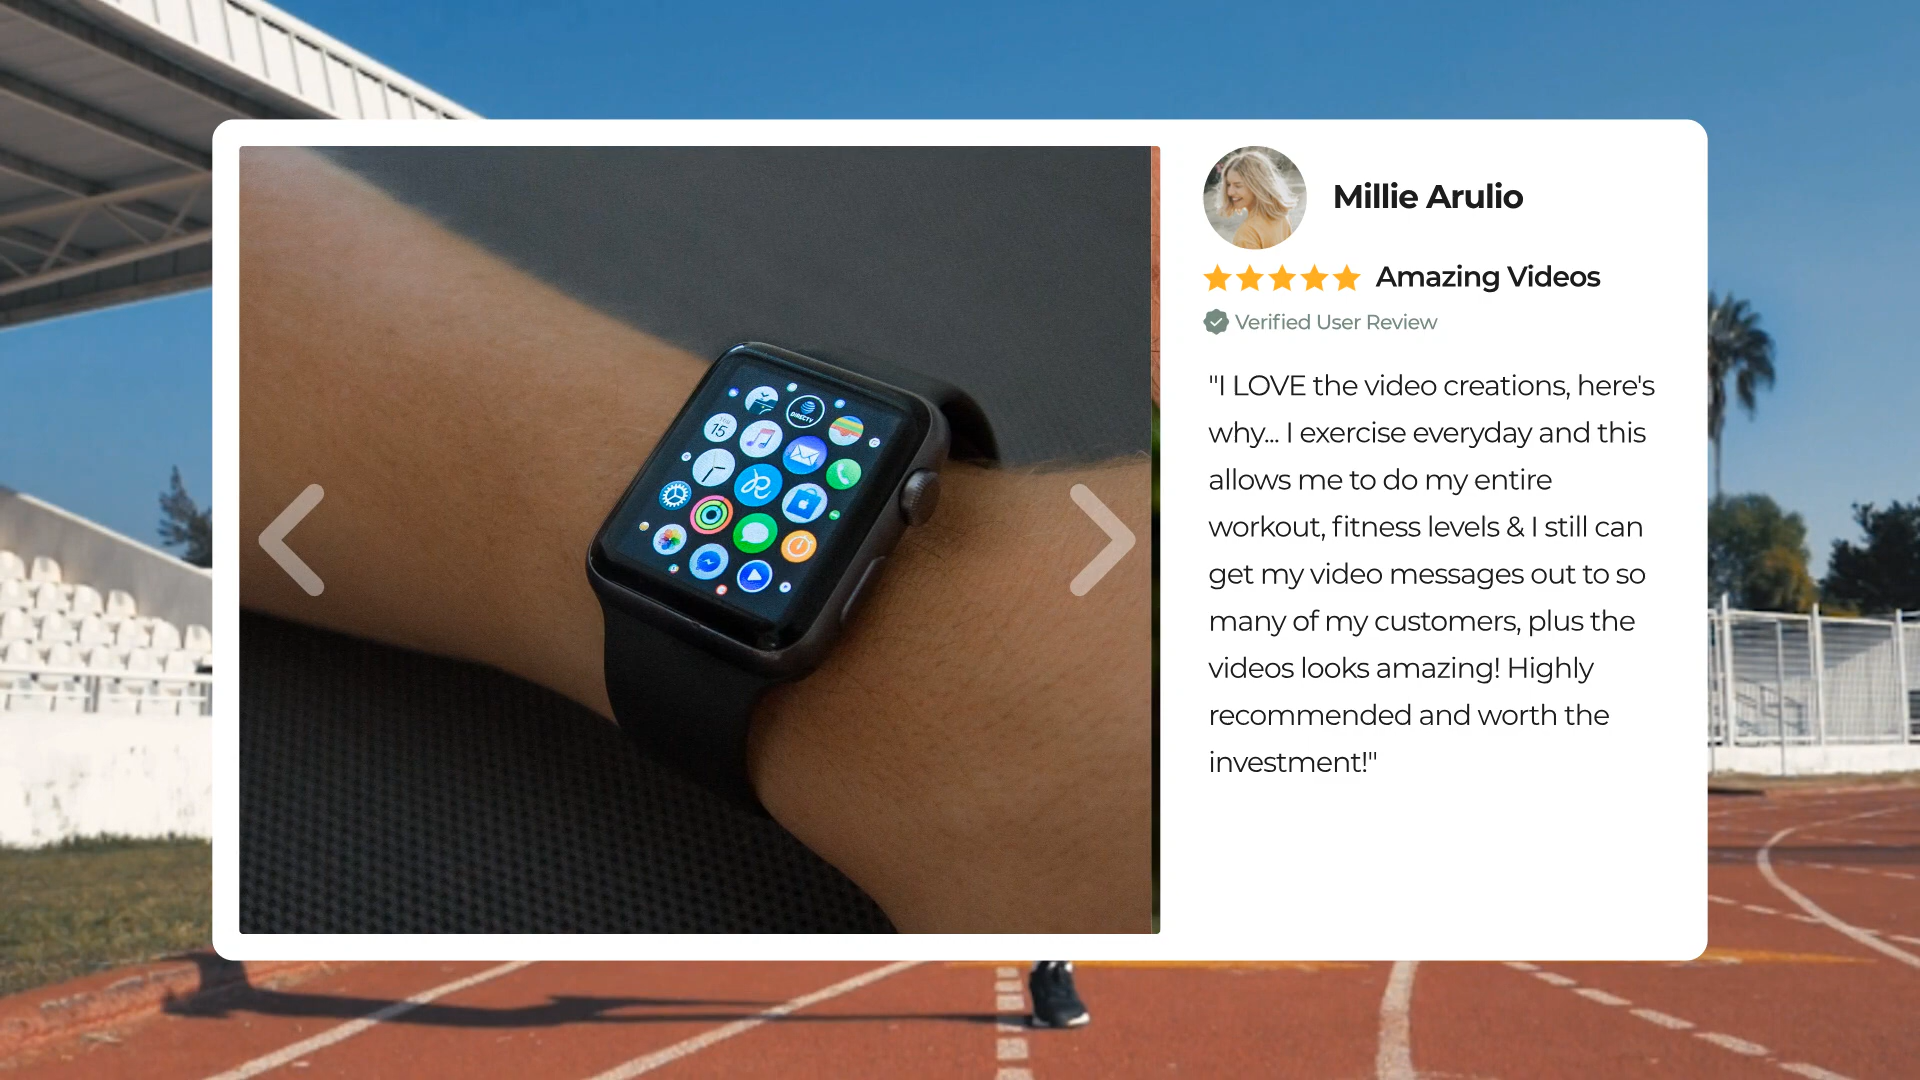 Millie Arulio
Amazing Videos
Verified User Review
"I LOVE the video creations, here's
why... I exercise everyday and this
allows me to do my entire
workout, fitness levels & I still can
get my video messages out to so
many of my customers, plus the
videos looks amazing! Highly
recommended and worth the
investment!"
DIRECTV
15